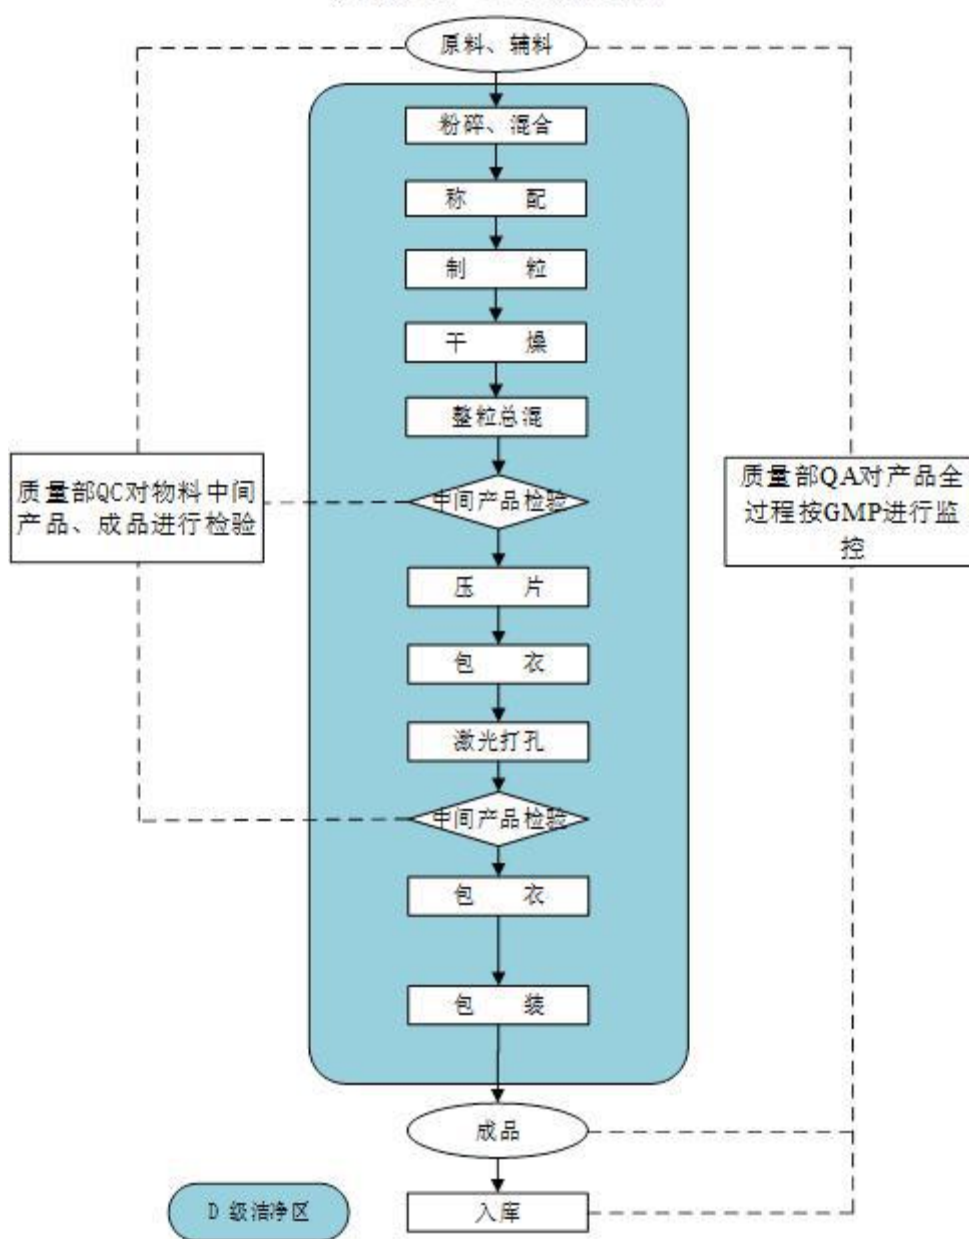 原料、辅料
粉碎、混合
称 配
制 粒
干 燥
整粒总混
质量部QC对物料中间
产品、成品进行检验
中间产品检验
质量部QA对产品全
过程按GMP进行监
控
压 片
包 衣
激光打孔
中间产品检验
包 衣
包 装
成品
D 级洁净区
入库